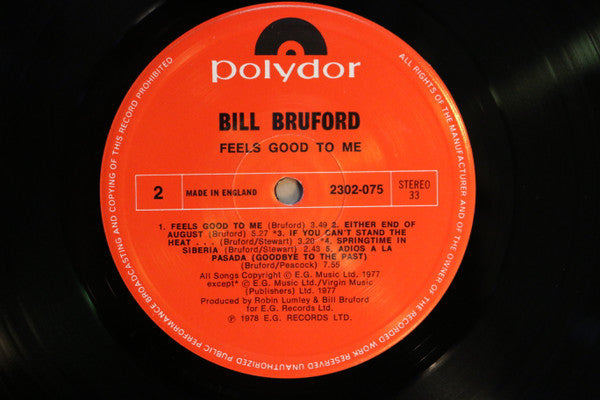 polydor
BILL BRUFORD
FEELS GOOD TO ME
2
MADE IN ENGLAND
2302-075
STEREO
33
1. FEELS GOOD TO ME (Bruford) 3.49 2. EITHER END OF
AUGUST (Bruford) 5.27 *3. IF YOU CAN'T STAND THE
HEAT . . . (Bruford/Stewart) 3.20 *4. SPRINGTIME IN
SIBERIA (Bruford/Stewart) 2.43 5. ADIOS A LA
PASADA (GOODBYE TO THE PAST)
(Bruford/Peacock) 7.55
All Songs Copyright © E.G. Music Ltd. 1977
except* © E.G. Music Ltd./Virgin Music
(Publishers) Ltd. 1977
Produced by Robin Lumley & Bill Bruford
for E.G. Records Ltd.
℗ 1978 E.G. RECORDS LTD.
ALL RIGHTS OF THE MANUFACTURER AND OF THE OWNER OF THE RECORDED WORK RESERVED UNAUTHORIZED PUBLIC PERFORMANCE BROADCASTING AND COPYING OF THIS RECORD PROHIBITED